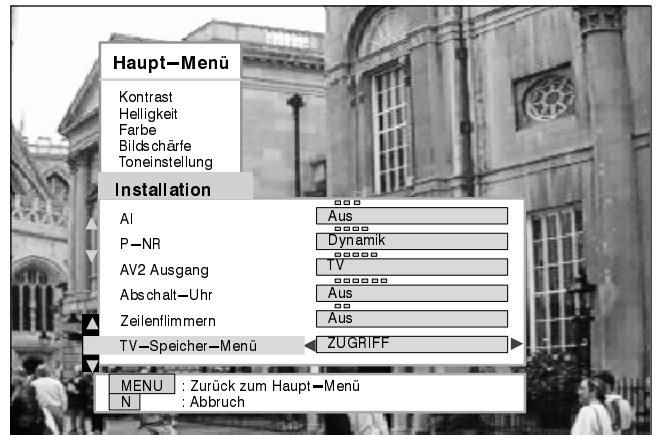 Haupt–Menü
Kontrast
Helligkeit
Farbe
Bildschärfe
Toneinstellung
Installation
AI Aus
P–NR Dynamik
AV2 Ausgang TV
Abschalt–Uhr Aus
Zeilenflimmern Aus
TV–Speicher–Menü ZUGRIFF
MENU : Zurück zum Haupt–Menü
N : Abbruch